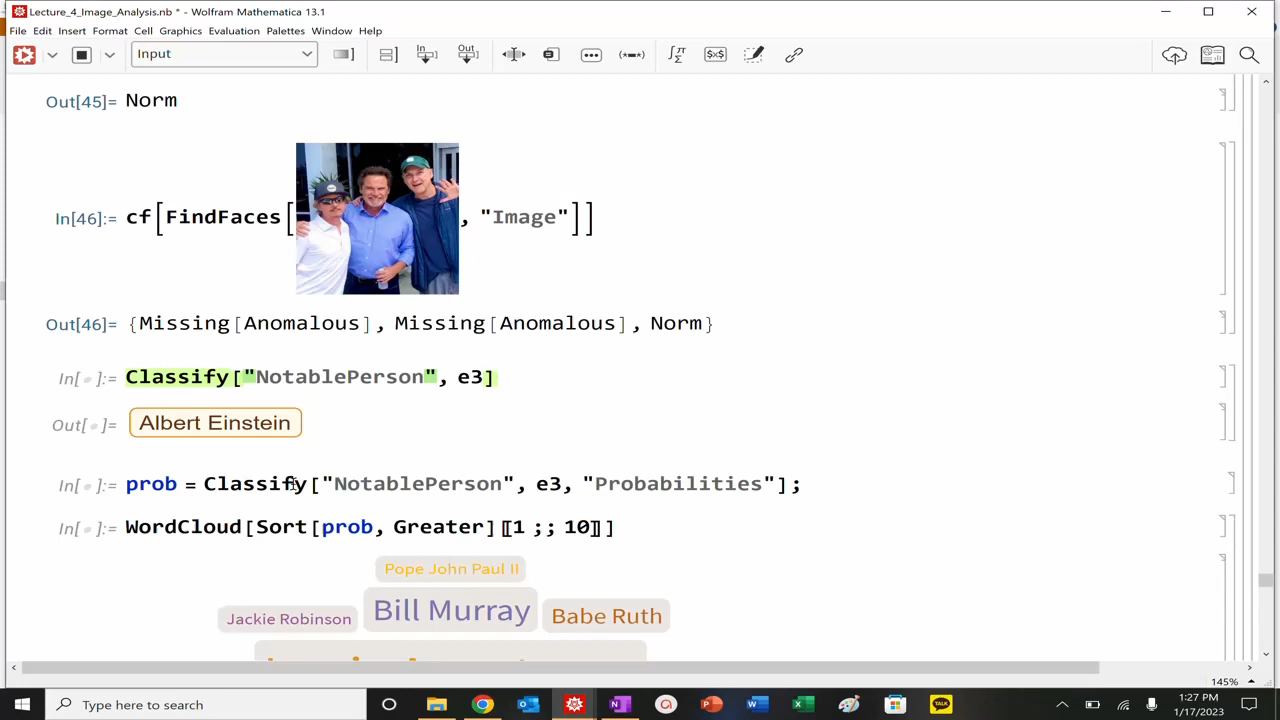 Lecture_4_Image_Analysis.nb * - Wolfram Mathematica 13.1
File Edit Insert Format Cell Graphics Evaluation Palettes Window Help
Input
Out[45]= Norm
In[46]:= cf[FindFaces[ , "Image"]]
Out[46]= {Missing[Anomalous], Missing[Anomalous], Norm}
In[ ]:= Classify["NotablePerson", e3]
Out[ ]= Albert Einstein
In[ ]:= prob = Classify["NotablePerson", e3, "Probabilities"];
In[ ]:= WordCloud[Sort[prob, Greater]〚1 ;; 10〛]
Pope John Paul II
Jackie Robinson Bill Murray Babe Ruth
145%
Type here to search
1:27 PM
1/17/2023